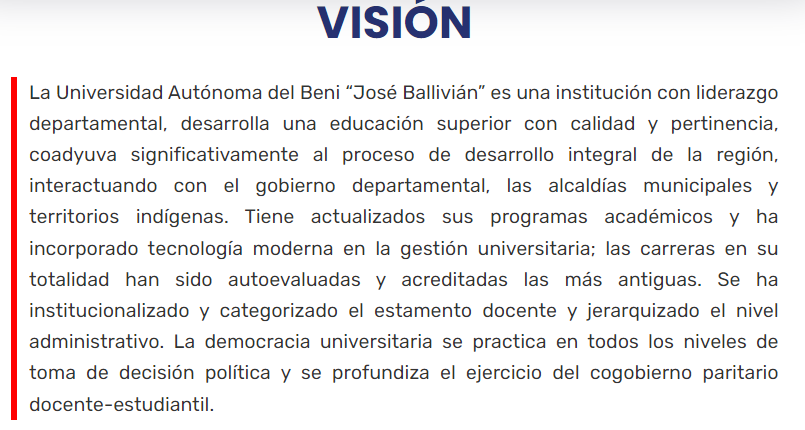 VISIÓN
La Universidad Autónoma del Beni “José Ballivián” es una institución con liderazgo
departamental, desarrolla una educación superior con calidad y pertinencia,
coadyuva significativamente al proceso de desarrollo integral de la región,
interactuando con el gobierno departamental, las alcaldías municipales y
territorios indígenas. Tiene actualizados sus programas académicos y ha
incorporado tecnología moderna en la gestión universitaria; las carreras en su
totalidad han sido autoevaluadas y acreditadas las más antiguas. Se ha
institucionalizado y categorizado el estamento docente y jerarquizado el nivel
administrativo. La democracia universitaria se practica en todos los niveles de
toma de decisión política y se profundiza el ejercicio del cogobierno paritario
docente-estudiantil.